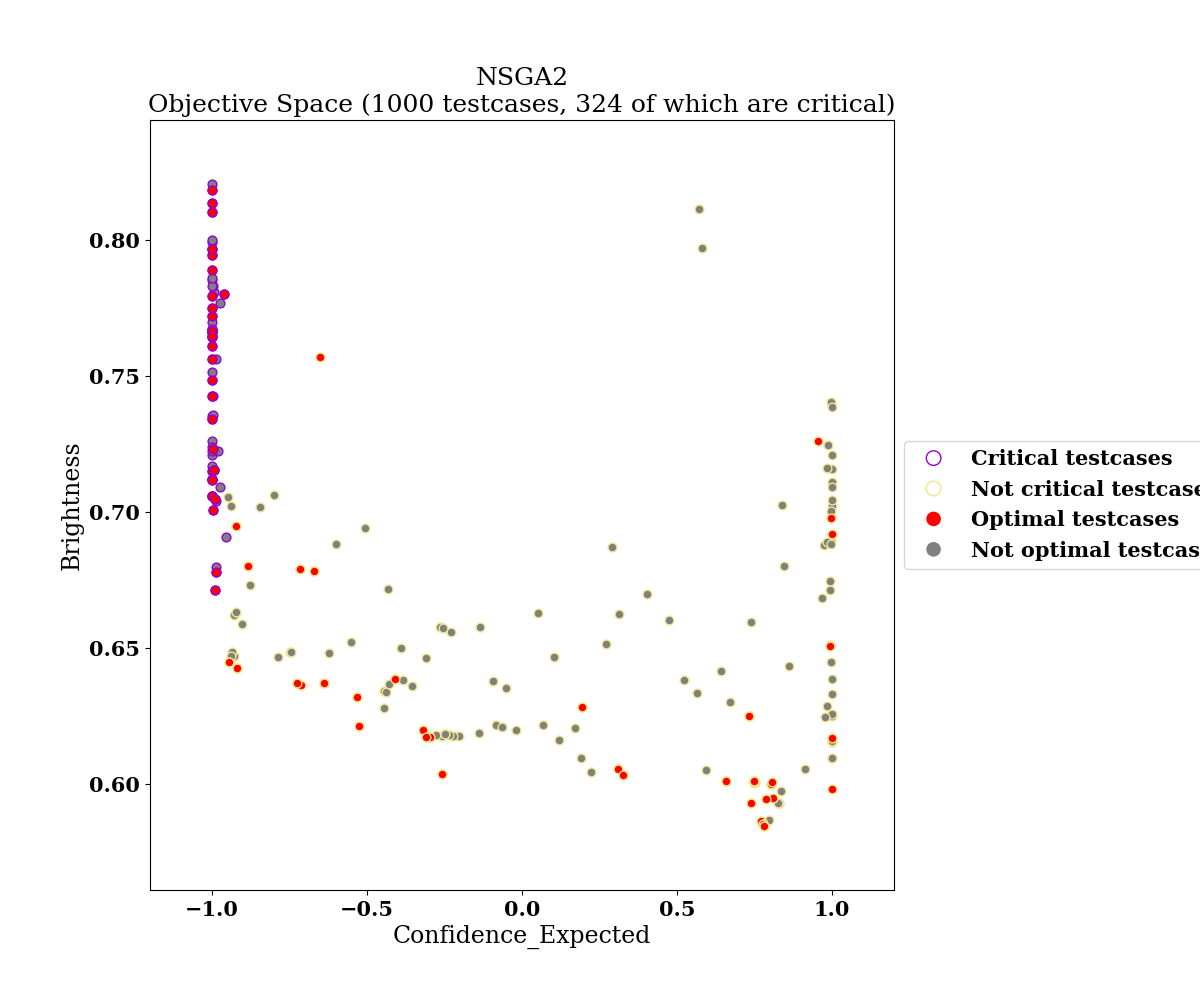 NSGA2
Objective Space (1000 testcases, 324 of which are critical)
0.80
0.75
0.70
0.65
0.60
Brightness
−1.0
−0.5
0.0
0.5
1.0
Confidence_Expected
Critical testcases
Not critical testcase
Optimal testcases
Not optimal testcas